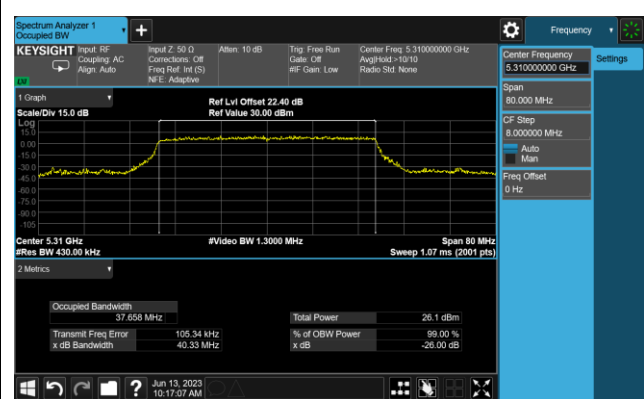 Spectrum Analyzer 1
Occupied BW
Frequency
KEYSIGHT
Input: RF
Coupling: AC
Align: Auto
Input Z: 50 Ω
Corrections: Off
Freq Ref: Int (S)
NFE: Adaptive
Atten: 10 dB
Trig: Free Run
Gate: Off
#IF Gain: Low
Center Freq: 5.310000000 GHz
Avg|Hold:>10/10
Radio Std: None
Center Frequency
5.310000000 GHz
Settings
Span
80.000 MHz
CF Step
8.000000 MHz
Auto
Man
Freq Offset
0 Hz
1 Graph
Scale/Div 15.0 dB
Ref Lvl Offset 22.40 dB
Ref Value 30.00 dBm
Log
15.0
0.00
-15.0
-30.0
-45.0
-60.0
-75.0
-90.0
-105
Center 5.31 GHz
#Video BW 1.3000 MHz
Span 80 MHz
#Res BW 430.00 kHz
Sweep 1.07 ms (2001 pts)
2 Metrics
Occupied Bandwidth
37.658 MHz
Total Power 26.1 dBm
Transmit Freq Error 105.34 kHz
% of OBW Power 99.00 %
x dB Bandwidth 40.33 MHz
x dB -26.00 dB
Jun 13, 2023
10:17:07 AM